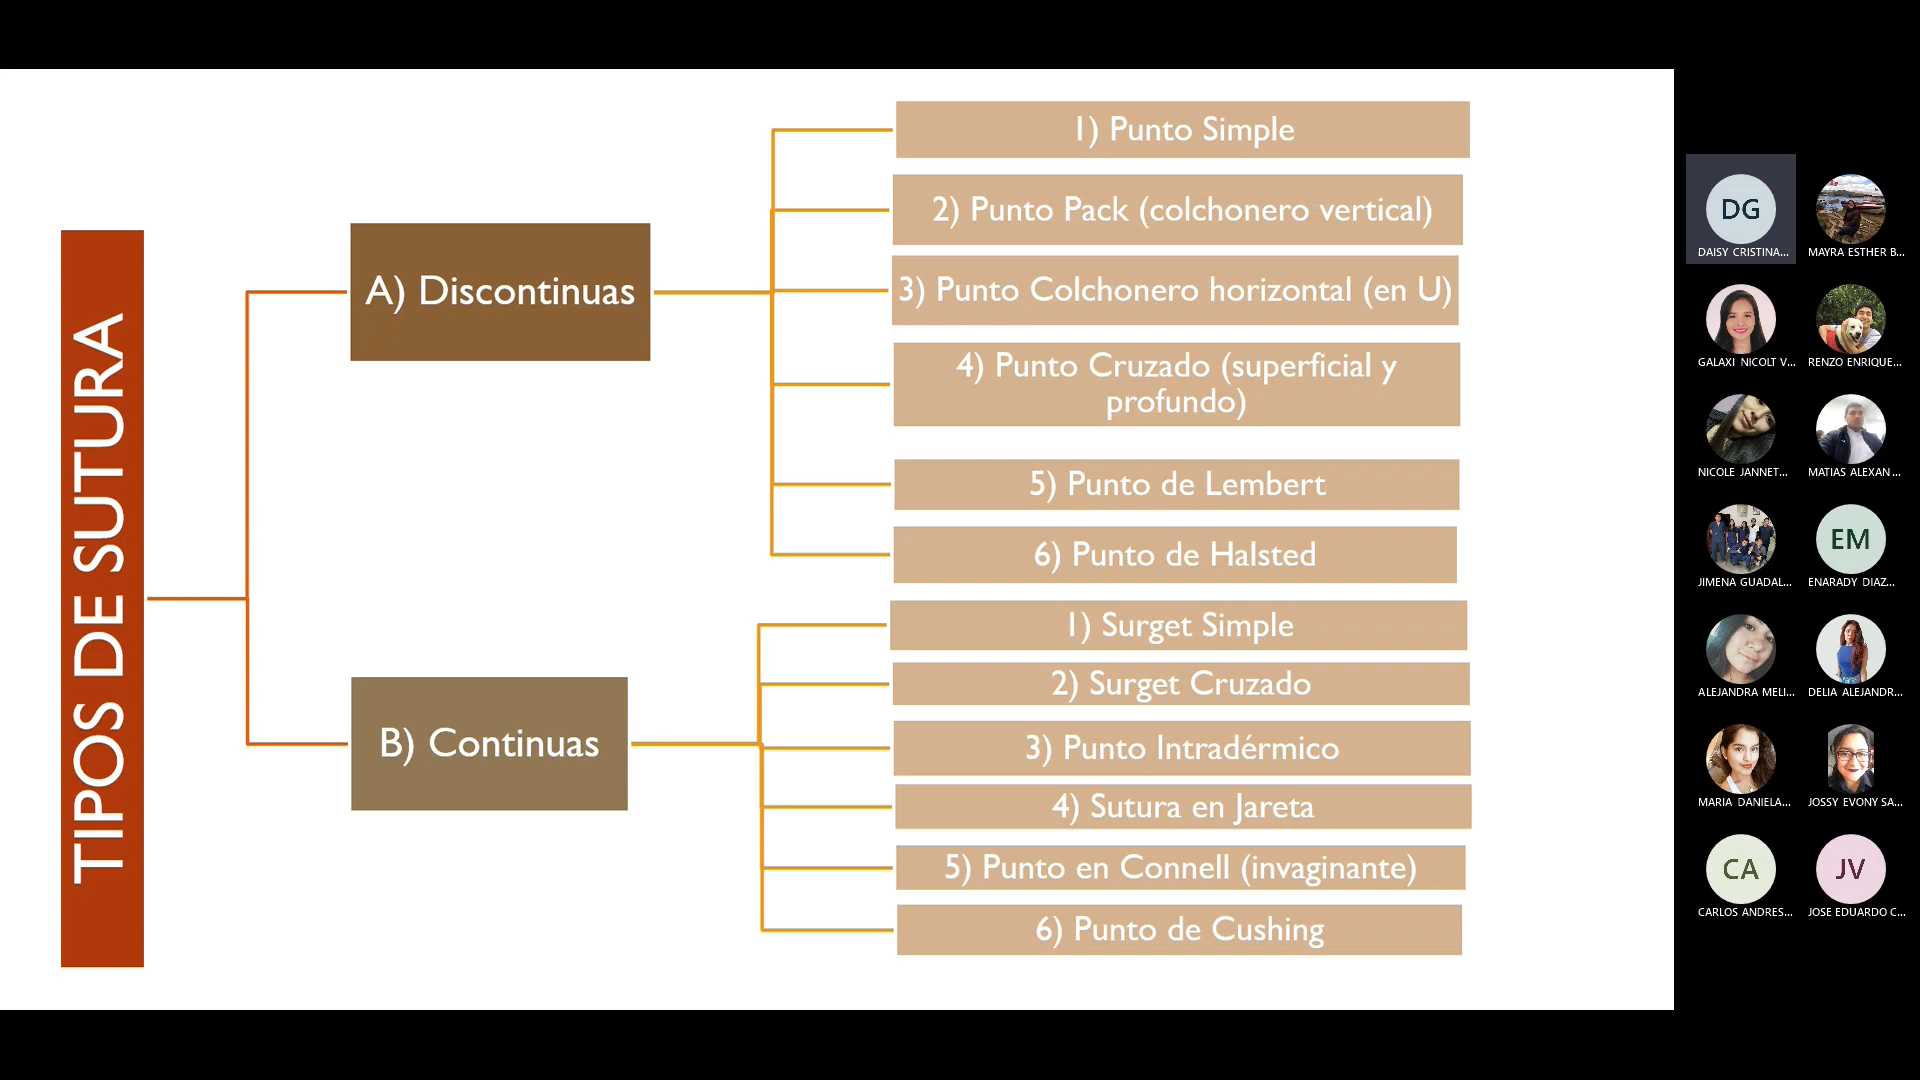 TIPOS DE SUTURA
A) Discontinuas
1) Punto Simple
2) Punto Pack (colchonero vertical)
3) Punto Colchonero horizontal (en U)
4) Punto Cruzado (superficial y
profundo)
5) Punto de Lembert
6) Punto de Halsted
B) Continuas
1) Surget Simple
2) Surget Cruzado
3) Punto Intradérmico
4) Sutura en Jareta
5) Punto en Connell (invaginante)
6) Punto de Cushing
DG
DAISY CRISTINA...
MAYRA ESTHER B...
GALAXI NICOLT V...
RENZO ENRIQUE...
NICOLE JANNET...
MATIAS ALEXAN...
JIMENA GUADAL...
EM
ENARADY DIAZ...
ALEJANDRA MELI...
DELIA ALEJANDR...
MARIA DANIELA...
JOSSY EVONY SA...
CA
CARLOS ANDRES...
JV
JOSE EDUARDO C...